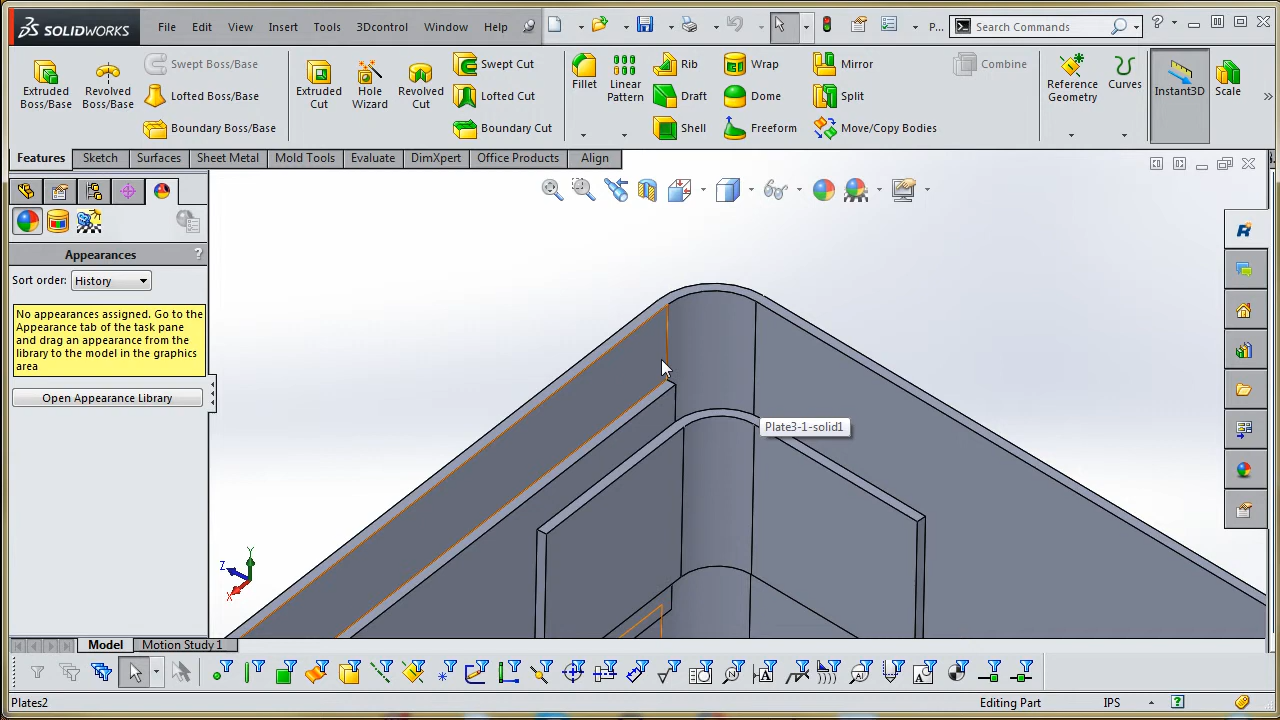 SOLIDWORKS File Edit View Insert Tools 3Dcontrol Window Help P... Search Commands
Extruded Boss/Base
Revolved Boss/Base
Swept Boss/Base
Lofted Boss/Base
Boundary Boss/Base
Extruded Cut
Hole Wizard
Revolved Cut
Swept Cut
Lofted Cut
Boundary Cut
Fillet
Linear Pattern
Rib
Draft
Shell
Wrap
Dome
Freeform
Mirror
Split
Move/Copy Bodies
Combine
Reference Geometry
Curves
Instant3D
Scale
Features Sketch Surfaces Sheet Metal Mold Tools Evaluate DimXpert Office Products Align
Appearances ?
Sort order: History
No appearances assigned. Go to the
Appearance tab of the task pane
and drag an appearance from the
library to the model in the graphics
area
Open Appearance Library
Plate3-1-solid1
Y
Z
X
Model Motion Study 1
Plates2 Editing Part IPS